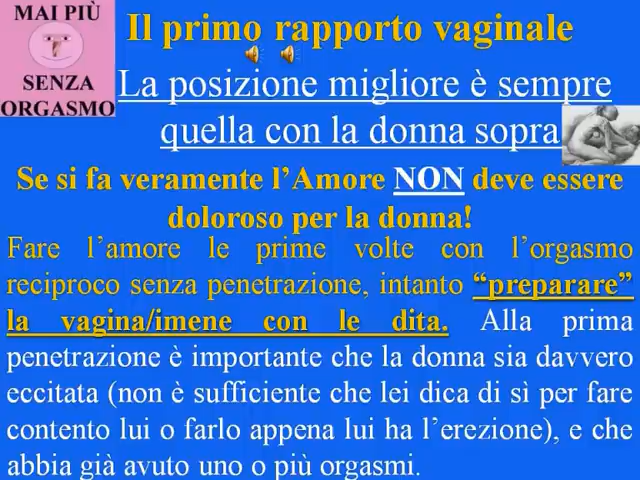 MAI PIÙ
SENZA
ORGASMO
Il primo rapporto vaginale
La posizione migliore è sempre
quella con la donna sopra
Se si fa veramente l’Amore NON deve essere
doloroso per la donna!
Fare l’amore le prime volte con l’orgasmo
reciproco senza penetrazione, intanto “preparare”
la vagina/imene con le dita. Alla prima
penetrazione è importante che la donna sia davvero
eccitata (non è sufficiente che lei dica di sì per fare
contento lui o farlo appena lui ha l’erezione), e che
abbia già avuto uno o più orgasmi.